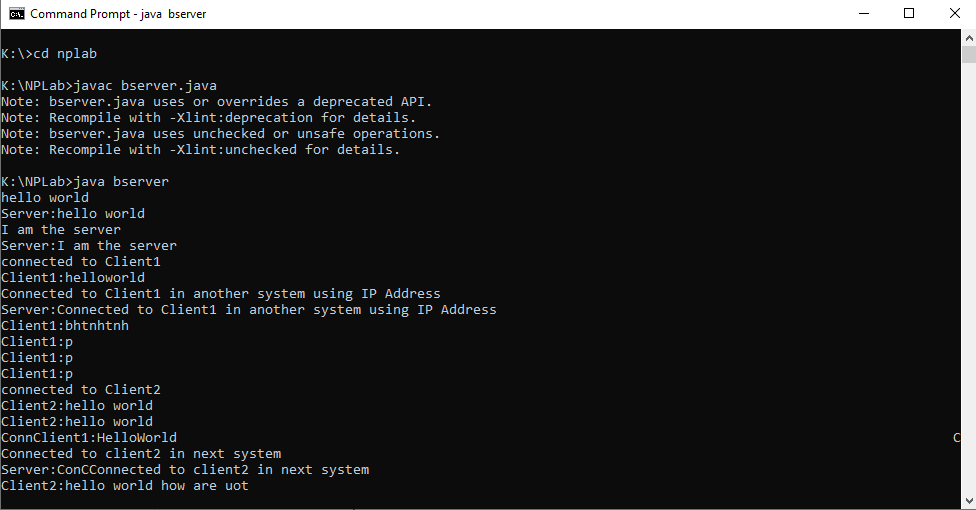 Command Prompt - java  bserver
K:\>cd nplab
K:\NPLab>javac bserver.java
Note: bserver.java uses or overrides a deprecated API.
Note: Recompile with -Xlint:deprecation for details.
Note: bserver.java uses unchecked or unsafe operations.
Note: Recompile with -Xlint:unchecked for details.
K:\NPLab>java bserver
hello world
Server:hello world
I am the server
Server:I am the server
connected to Client1
Client1:helloworld
Connected to Client1 in another system using IP Address
Server:Connected to Client1 in another system using IP Address
Client1:bhtnhtnh
Client1:p
Client1:p
Client1:p
connected to Client2
Client2:hello world
Client2:hello world
ConnClient1:HelloWorld C
Connected to client2 in next system
Server:ConCConnected to client2 in next system
Client2:hello world how are uot